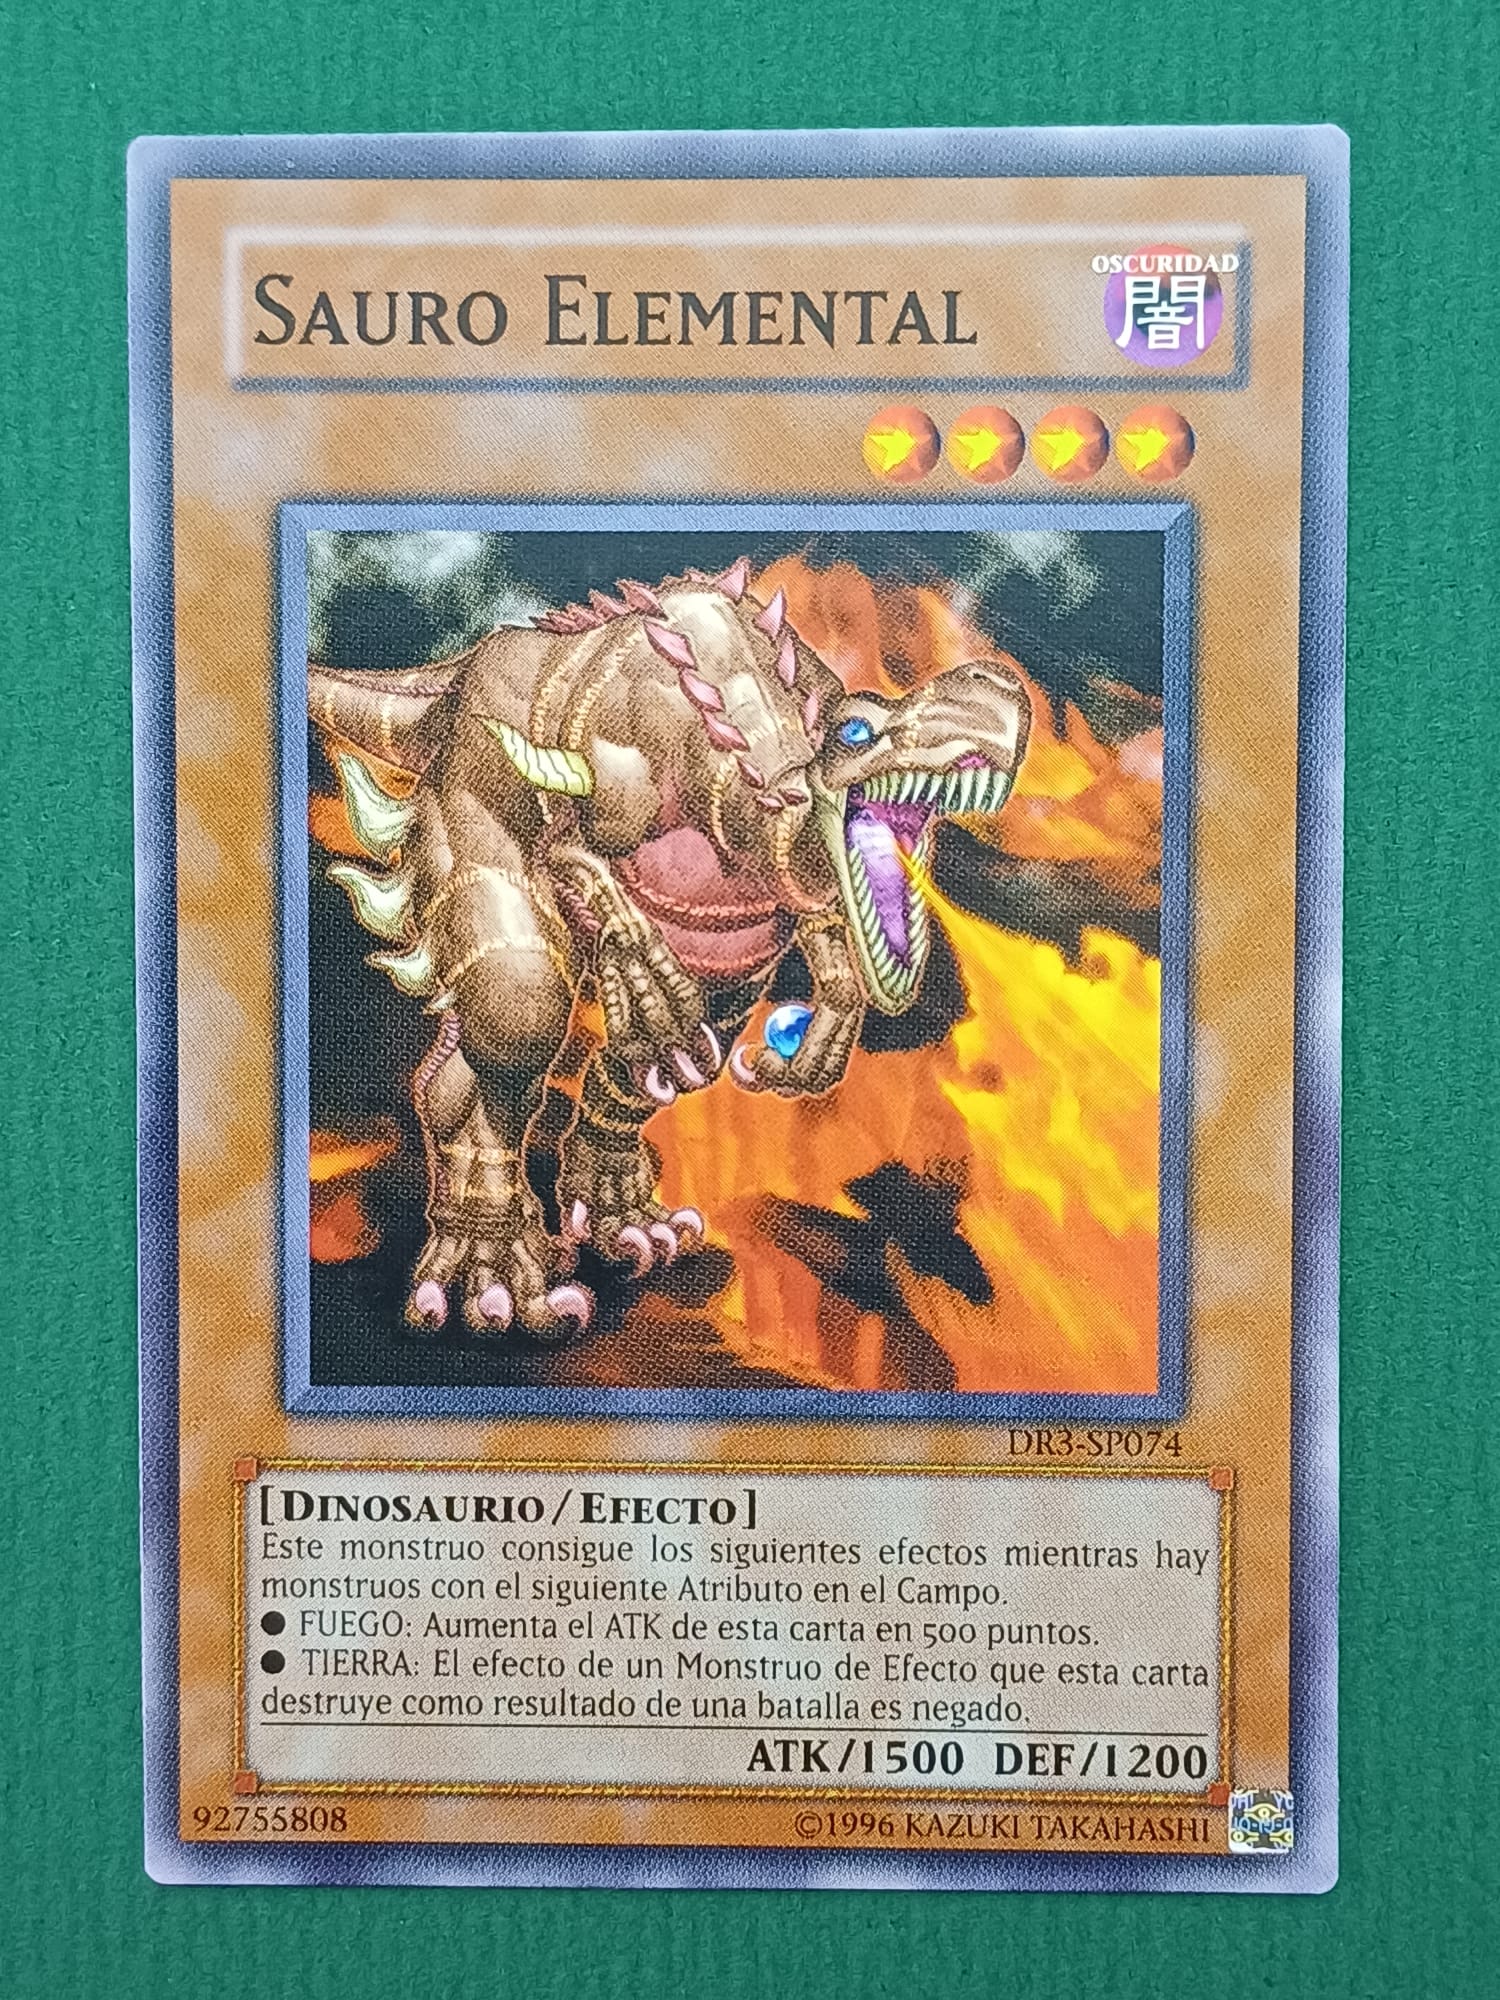 SAURO ELEMENTAL
OSCURIDAD
闇
DR3-SP074
[DINOSAURIO/EFECTO]
Este monstruo consigue los siguientes efectos mientras hay
monstruos con el siguiente Atributo en el Campo.
● FUEGO: Aumenta el ATK de esta carta en 500 puntos.
● TIERRA: El efecto de un Monstruo de Efecto que esta carta
destruye como resultado de una batalla es negado.
ATK/1500 DEF/1200
92755808
©1996 KAZUKI TAKAHASHI